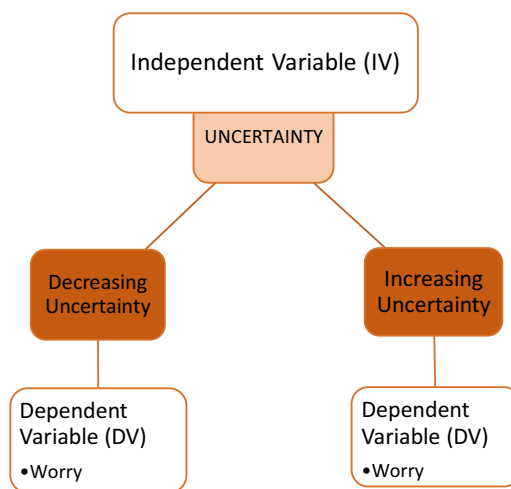 Independent Variable (IV)
UNCERTAINTY
Decreasing
Uncertainty
Increasing
Uncertainty
Dependent
Variable (DV)
•Worry
Dependent
Variable (DV)
•Worry